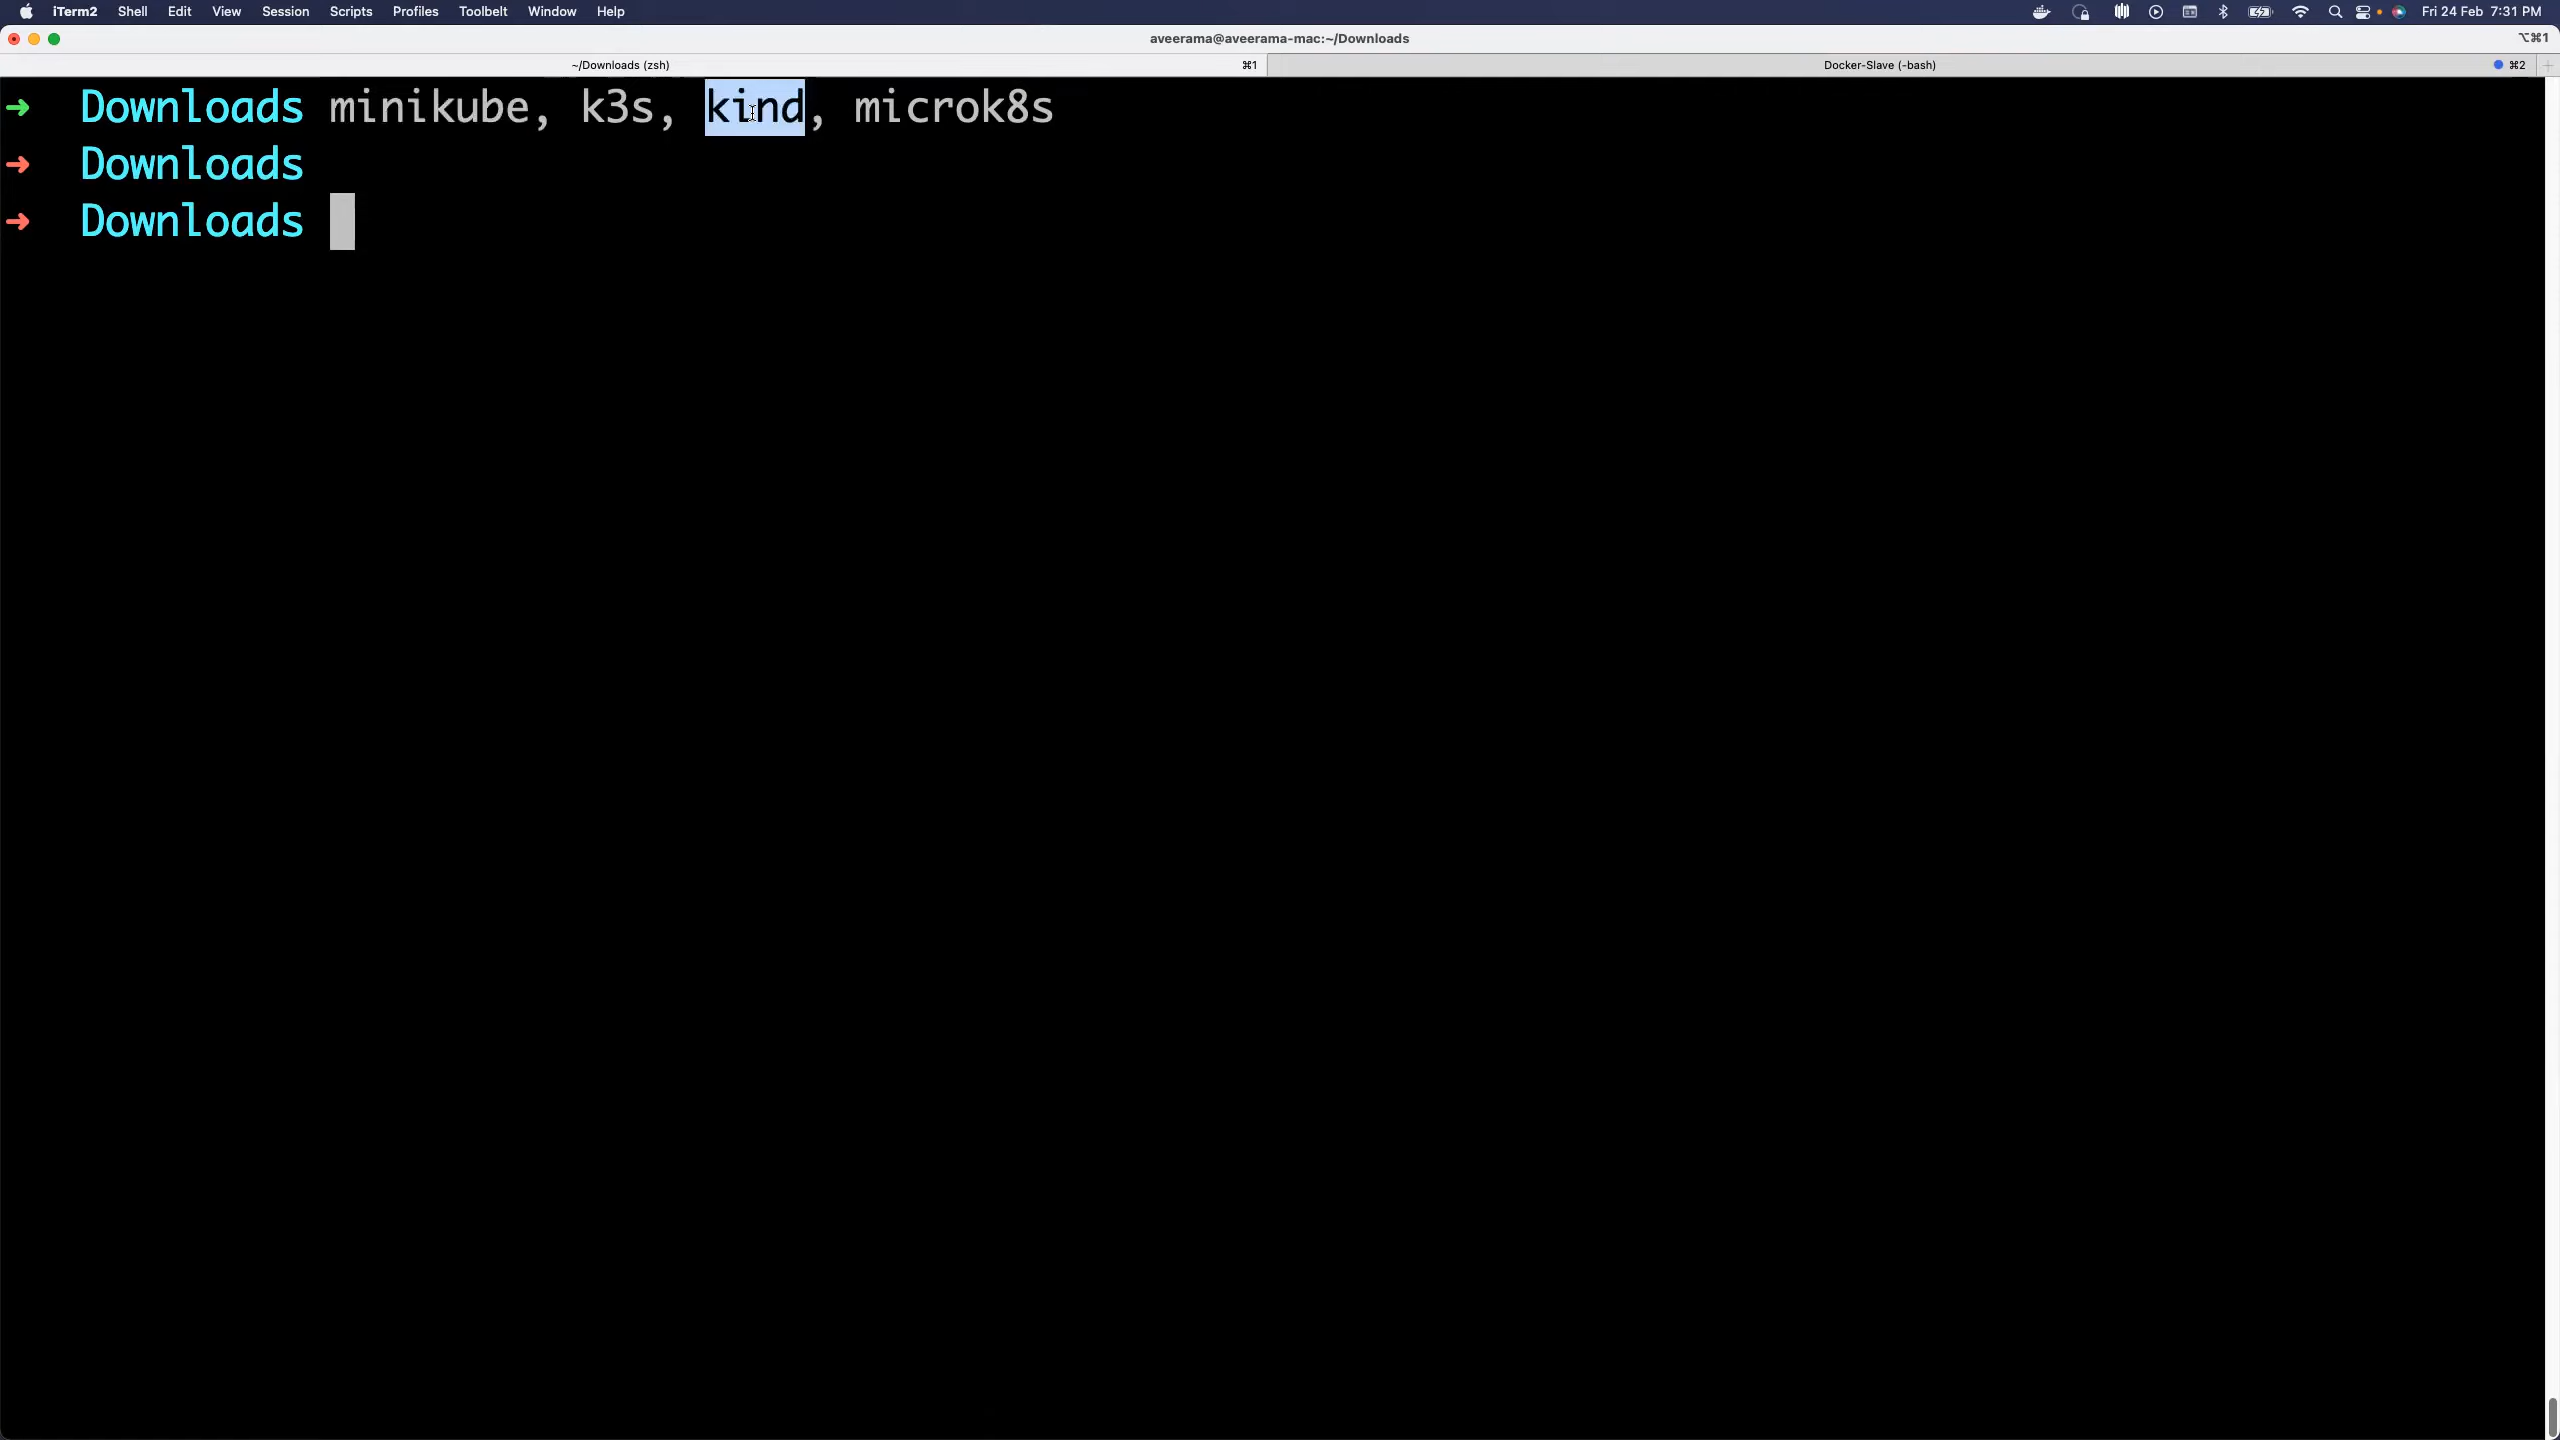 iTerm2 Shell Edit View Session Scripts Profiles Toolbelt Window Help Fri 24 Feb 7:31 PM
aveerama@aveerama-mac:~/Downloads ⌥⌘1
~/Downloads (zsh) ⌘1 Docker-Slave (-bash) ⌘2
➜ Downloads minikube, k3s, kind, microk8s
➜ Downloads
➜ Downloads